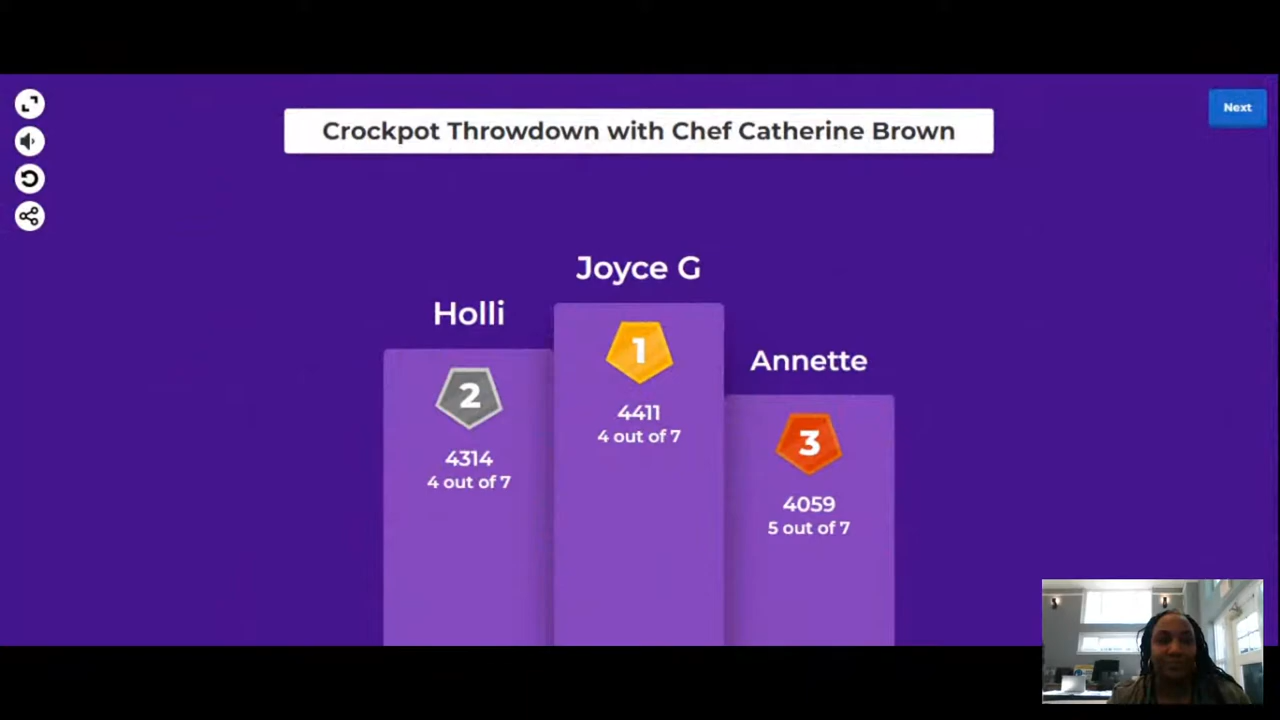 Next
Crockpot Throwdown with Chef Catherine Brown
Joyce G
1
4411
4 out of 7
Holli
2
4314
4 out of 7
Annette
3
4059
5 out of 7